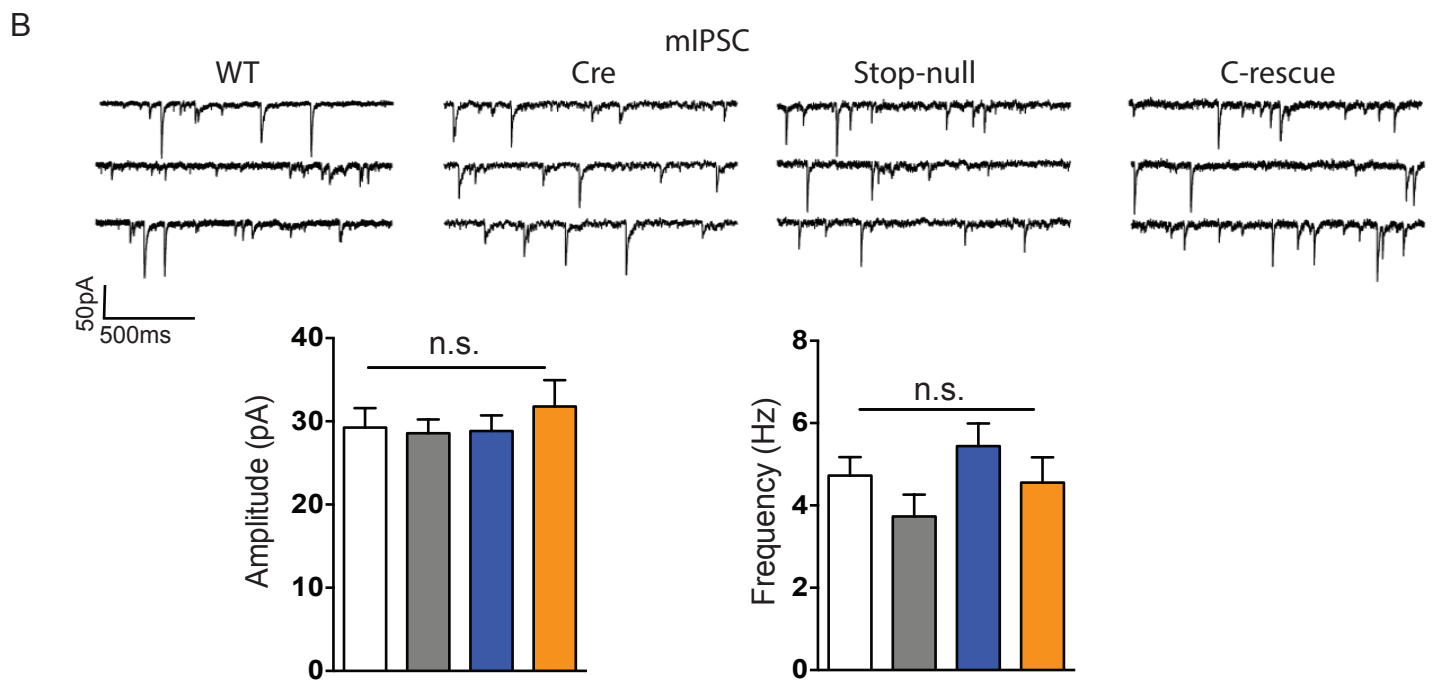 B
mIPSC
WT Cre Stop-null C-rescue
50pA
500ms
n.s.
40
30
20
10
0
Amplitude (pA)
n.s.
8
6
4
2
0
Frequency (Hz)